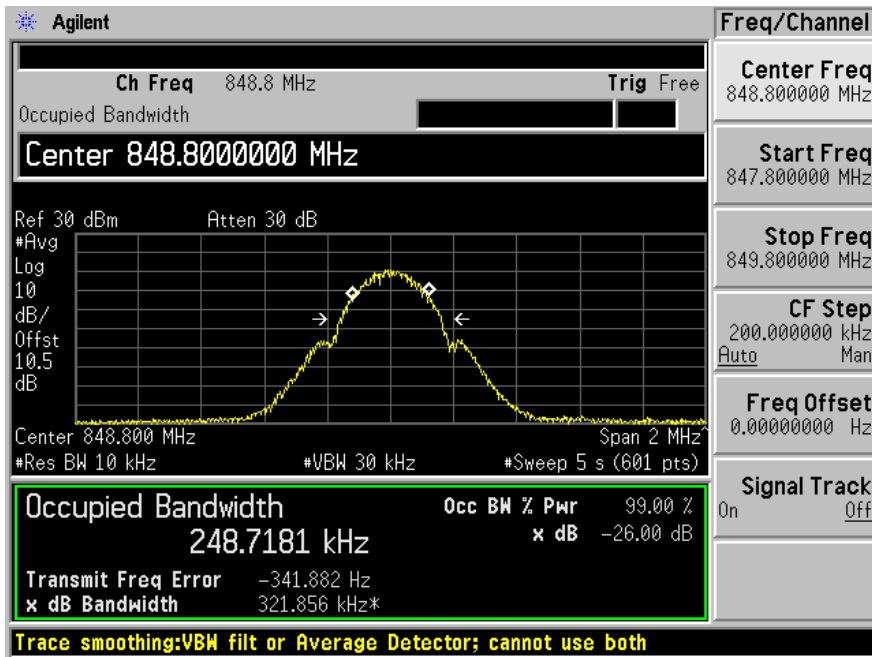 Agilent
Freq/Channel
Ch Freq 848.8 MHz Trig Free
Occupied Bandwidth
Center 848.8000000 MHz
Ref 30 dBm Atten 30 dB
#Avg
Log
10
dB/
Offst
10.5
dB
Center 848.800 MHz Span 2 MHz^
#Res BW 10 kHz #VBW 30 kHz #Sweep 5 s (601 pts)
Occupied Bandwidth
248.7181 kHz
Occ BW % Pwr 99.00 %
x dB -26.00 dB
Transmit Freq Error -341.882 Hz
x dB Bandwidth 321.856 kHz*
Trace smoothing:VBW filt or Average Detector; cannot use both
Center Freq
848.800000 MHz
Start Freq
847.800000 MHz
Stop Freq
849.800000 MHz
CF Step
200.000000 kHz
Auto Man
Freq Offset
0.00000000 Hz
Signal Track
On Off